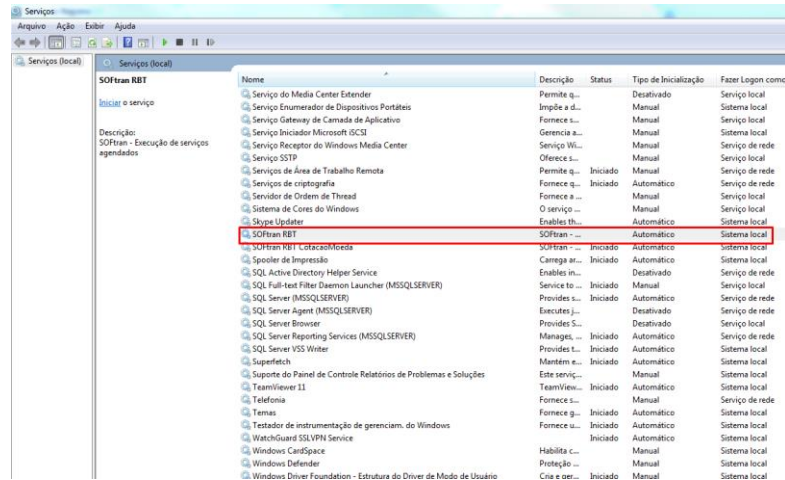 Serviços
Arquivo Ação Exibir Ajuda
Serviços (local) Serviços (local)
SOFtran RBT
Iniciar o serviço
Descrição:
SOFtran - Execução de serviços
agendados
Nome Descrição Status Tipo de Inicialização Fazer Logon como
Serviço do Media Center Extender Permite q... Desativado Serviço local
Serviço Enumerador de Dispositivos Portáteis Impõe a d... Manual Sistema local
Serviço Gateway de Camada de Aplicativo Fornece s... Manual Serviço local
Serviço Iniciador Microsoft iSCSI Gerencia a... Manual Sistema local
Serviço Receptor do Windows Media Center Serviço Wi... Manual Serviço de rede
Serviço SSTP Oferece s... Manual Serviço local
Serviços de Área de Trabalho Remota Permite q... Iniciado Manual Serviço de rede
Serviços de criptografia Fornece q... Iniciado Automático Serviço de rede
Servidor de Ordem de Thread Fornece a ... Manual Serviço local
Sistema de Cores do Windows O serviço ... Manual Serviço local
Skype Updater Enables th... Automático Sistema local
SOFtran RBT SOFtran - ... Automático Sistema local
SOFtran RBT CotacaoMoeda SOFtran - ... Iniciado Automático Sistema local
Spooler de Impressão Carrega ar... Iniciado Automático Sistema local
SQL Active Directory Helper Service Enables in... Desativado Serviço de rede
SQL Full-text Filter Daemon Launcher (MSSQLSERVER) Service to ... Iniciado Manual Serviço local
SQL Server (MSSQLSERVER) Provides s... Iniciado Automático Serviço de rede
SQL Server Agent (MSSQLSERVER) Executes j... Desativado Serviço de rede
SQL Server Browser Provides S... Desativado Serviço local
SQL Server Reporting Services (MSSQLSERVER) Manages, ... Iniciado Automático Serviço de rede
SQL Server VSS Writer Provides t... Iniciado Automático Sistema local
Superfetch Mantém e... Iniciado Automático Sistema local
Suporte do Painel de Controle Relatórios de Problemas e Soluções Este serviç... Manual Sistema local
TeamViewer 11 TeamView... Iniciado Automático Sistema local
Telefonia Fornece s... Manual Serviço de rede
Temas Fornece g... Iniciado Automático Sistema local
Testador de instrumentação de gerenciam. do Windows Fornece u... Iniciado Automático Sistema local
WatchGuard SSLVPN Service Iniciado Automático Sistema local
Windows CardSpace Habilita c... Manual Sistema local
Windows Defender Proteção ... Manual Sistema local
Windows Driver Foundation - Estrutura do Driver de Modo de Usuário Cria e ger... Iniciado Manual Sistema local